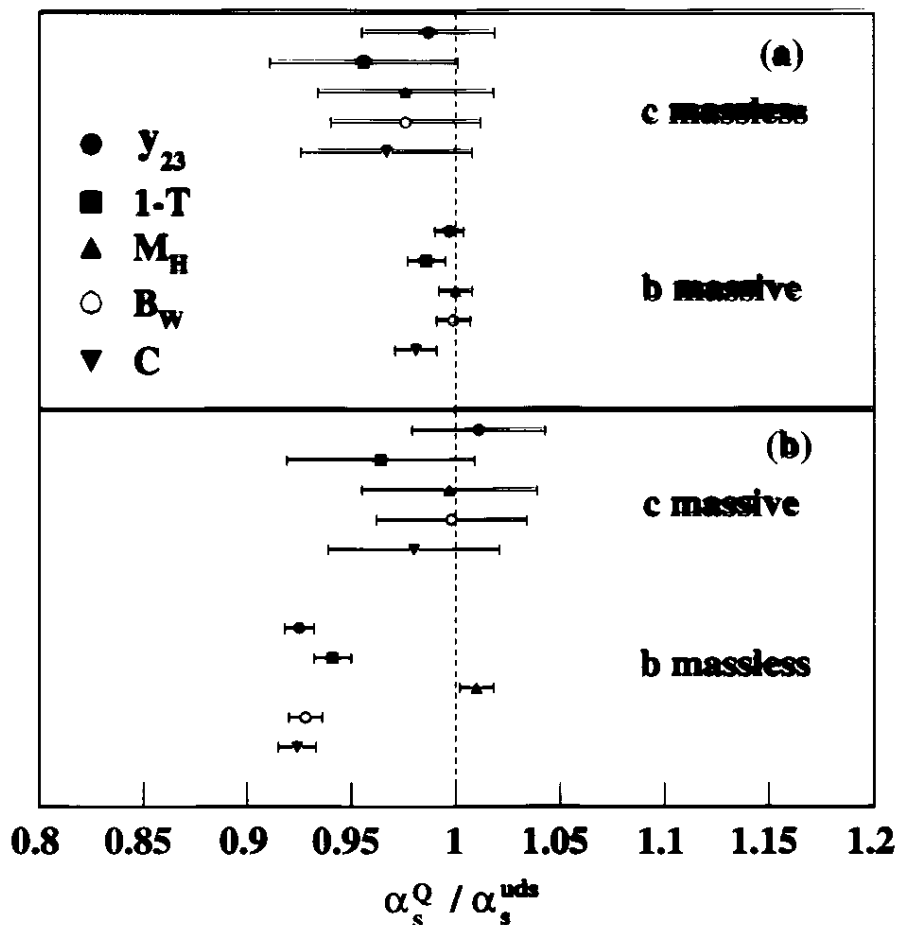 (a)
c massless
y23
1-T
MH
b massive
BW
C
(b)
c massive
b massless
0.8 0.85 0.9 0.95 1 1.05 1.1 1.15 1.2
αsQ / αsuds